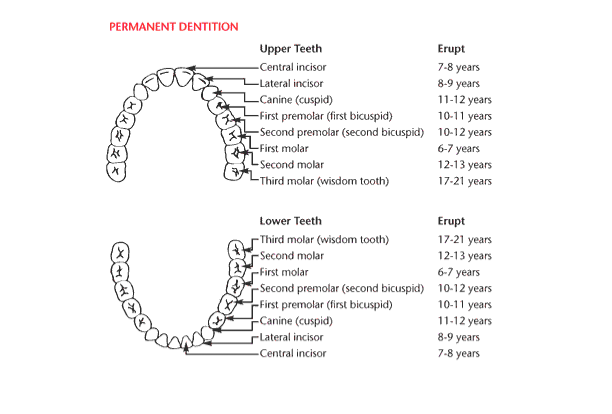 PERMANENT DENTITION
Upper Teeth Erupt
Central incisor 7-8 years
Lateral incisor 8-9 years
Canine (cuspid) 11-12 years
First premolar (first bicuspid) 10-11 years
Second premolar (second bicuspid) 10-12 years
First molar 6-7 years
Second molar 12-13 years
Third molar (wisdom tooth) 17-21 years
Lower Teeth Erupt
Third molar (wisdom tooth) 17-21 years
Second molar 12-13 years
First molar 6-7 years
Second premolar (second bicuspid) 10-12 years
First premolar (first bicuspid) 10-11 years
Canine (cuspid) 11-12 years
Lateral incisor 8-9 years
Central incisor 7-8 years